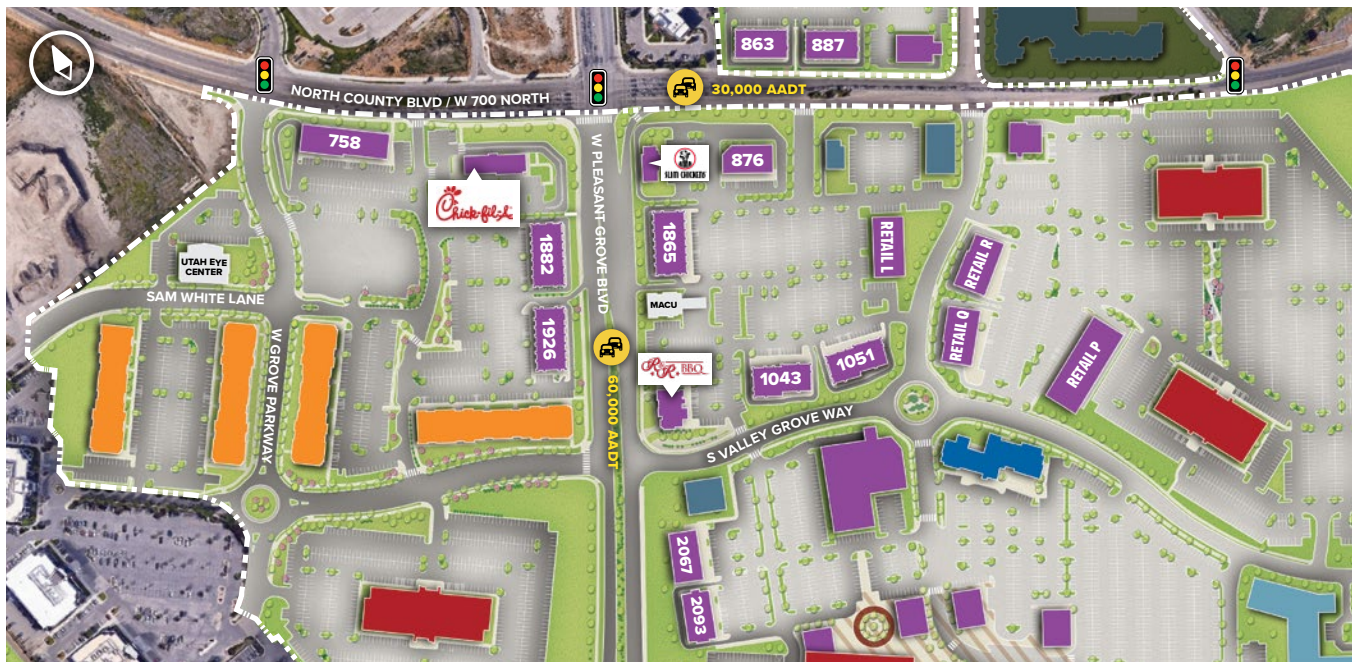 863
887
NORTH COUNTY BLVD / W 700 NORTH
30,000 AADT
758
Chick-fil-A
W PLEASANT GROVE BLVD
SLIM CHICKENS
876
1882
1865
RETAIL L
RETAIL R
UTAH EYE
CENTER
SAM WHITE LANE
MACU
1926
W GROVE PARKWAY
60,000 AADT
R&R BBQ
1043
1051
RETAIL Q
RETAIL P
S VALLEY GROVE WAY
2067
2093